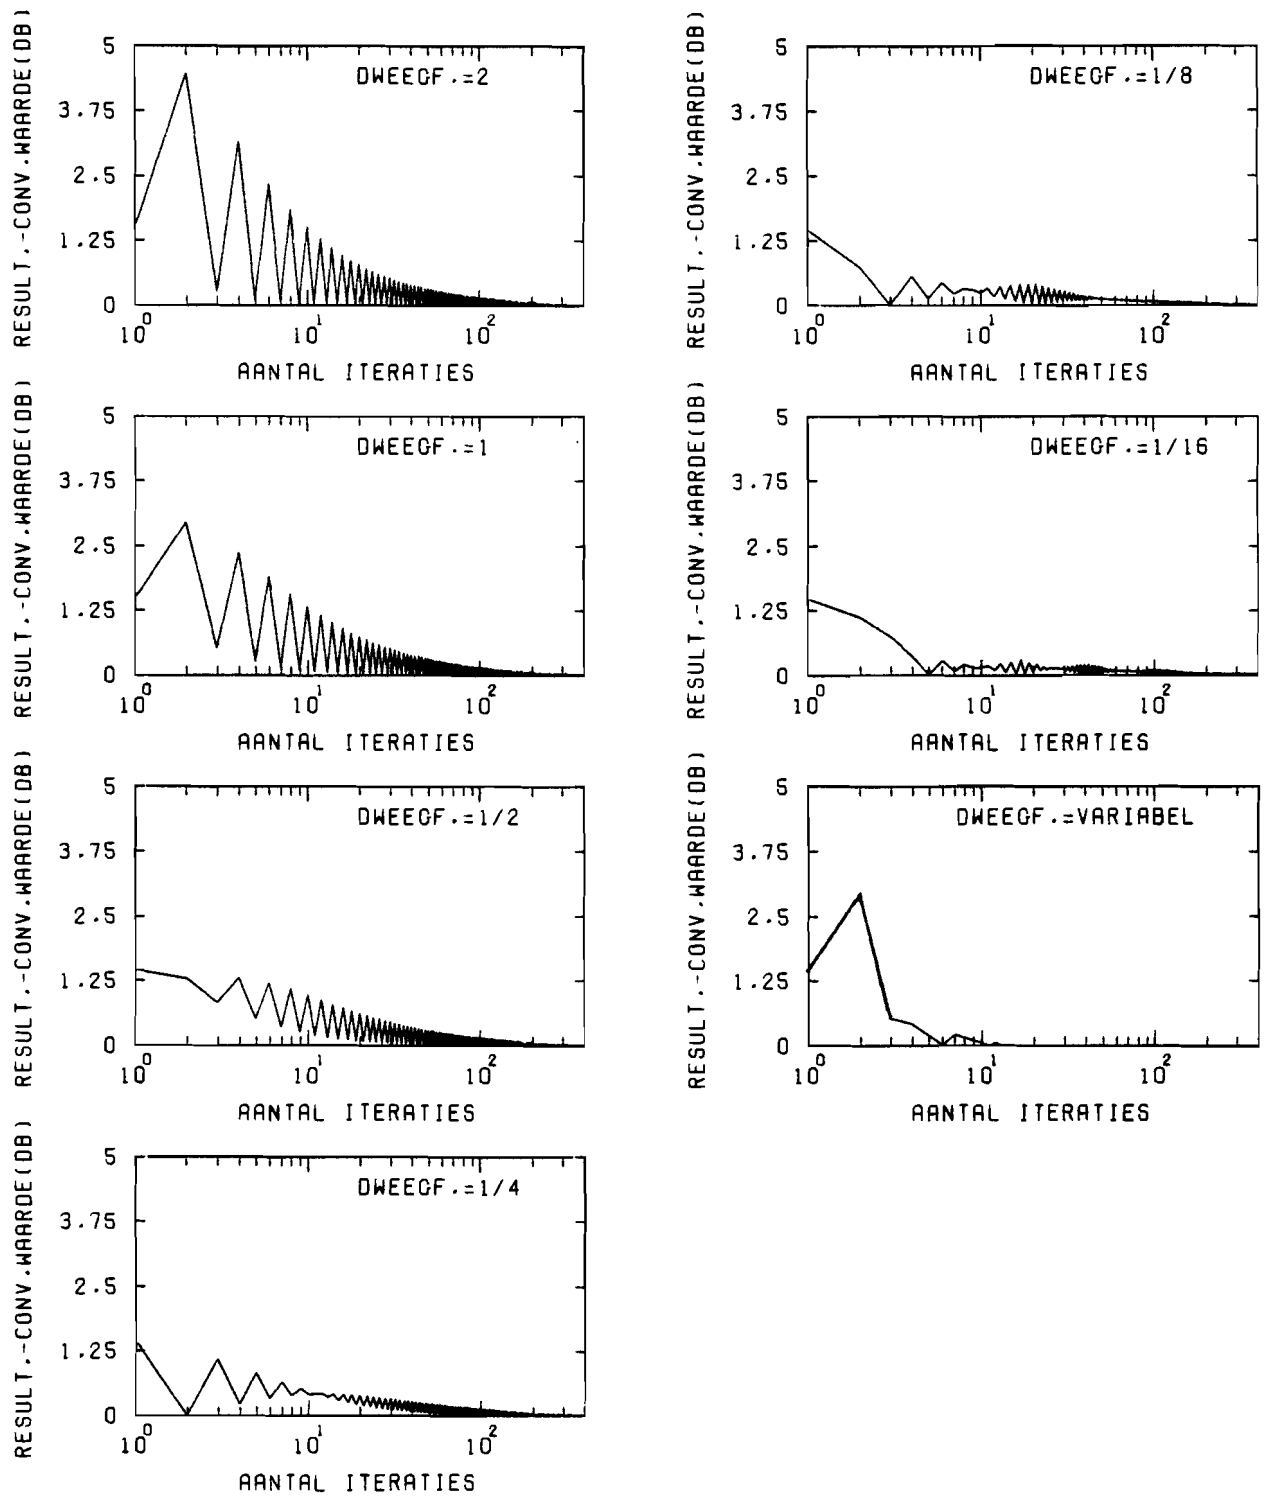 RESULT.-CONV.WAARDE(DB)
5
3.75
2.5
1.25
0
DWEEGF.=2
10⁰ 10¹ 10²
AANTAL ITERATIES
RESULT.-CONV.WAARDE(DB)
5
3.75
2.5
1.25
0
DWEEGF.=1
10⁰ 10¹ 10²
AANTAL ITERATIES
RESULT.-CONV.WAARDE(DB)
5
3.75
2.5
1.25
0
DWEEGF.=1/2
10⁰ 10¹ 10²
AANTAL ITERATIES
RESULT.-CONV.WAARDE(DB)
5
3.75
2.5
1.25
0
DWEEGF.=1/4
10⁰ 10¹ 10²
AANTAL ITERATIES
RESULT.-CONV.WAARDE(DB)
5
3.75
2.5
1.25
0
DWEEGF.=1/8
10⁰ 10¹ 10²
AANTAL ITERATIES
RESULT.-CONV.WAARDE(DB)
5
3.75
2.5
1.25
0
DWEEGF.=1/16
10⁰ 10¹ 10²
AANTAL ITERATIES
RESULT.-CONV.WAARDE(DB)
5
3.75
2.5
1.25
0
DWEEGF.=VARIABEL
10⁰ 10¹ 10²
AANTAL ITERATIES